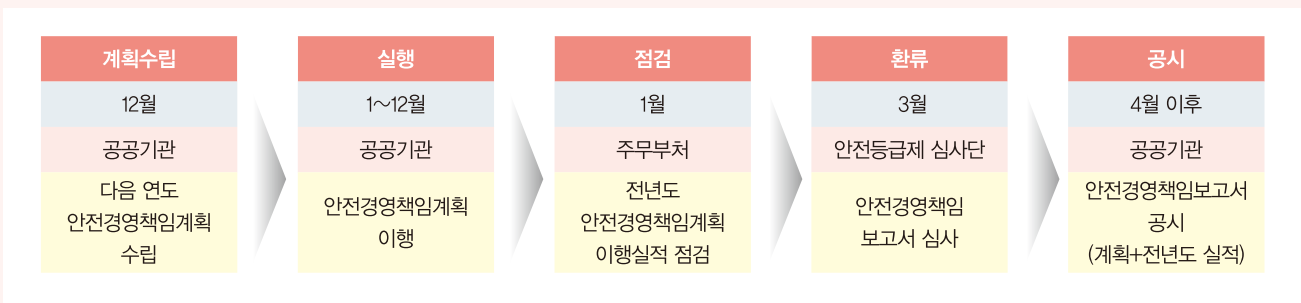 계획수립
12월
공공기관
다음 연도
안전경영책임계획
수립
실행
1~12월
공공기관
안전경영책임계획
이행
점검
1월
주무부처
전년도
안전경영책임계획
이행실적 점검
환류
3월
안전등급제 심사단
안전경영책임
보고서 심사
공시
4월 이후
공공기관
안전경영책임보고서
공시
(계획+전년도 실적)